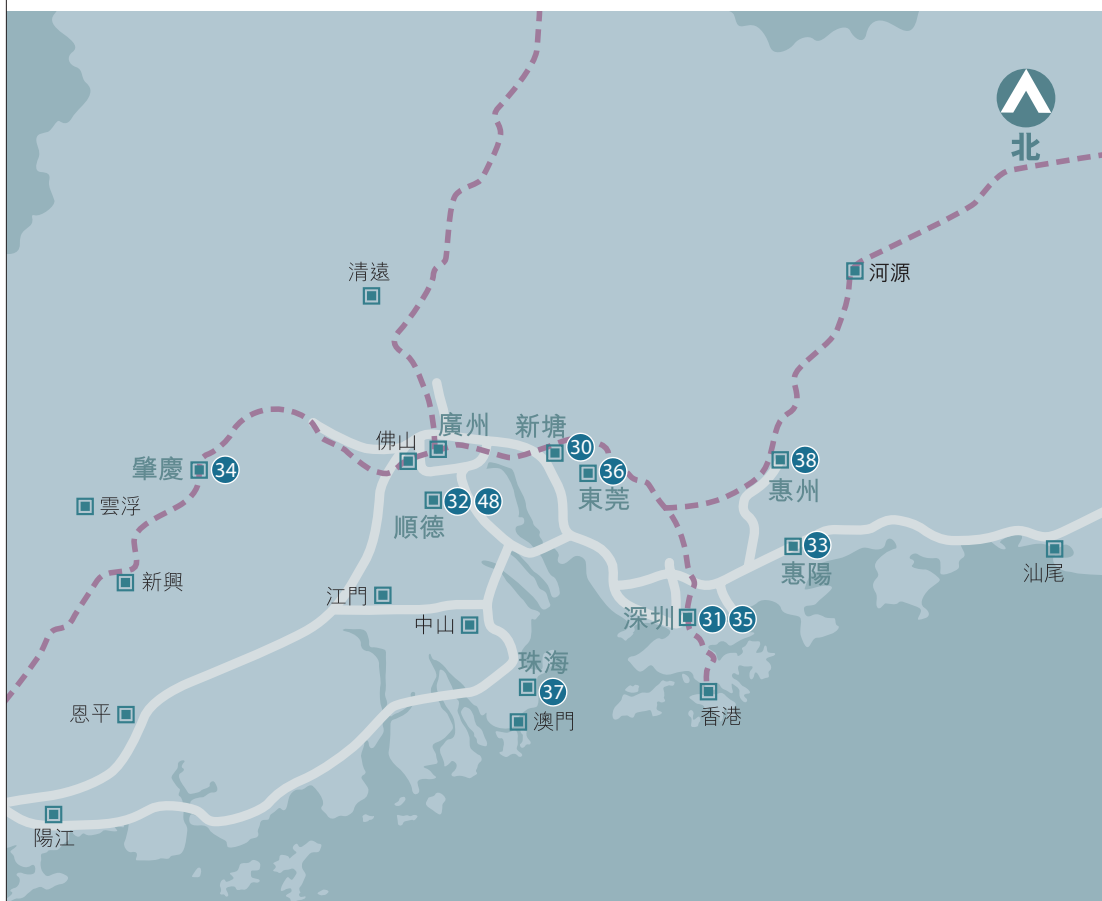 北
清遠
河源
廣州
新塘
佛山
30
肇慶
34
36
東莞
38
惠州
雲浮
32
48
順德
33
惠陽
汕尾
新興
江門
中山
深圳
31
35
珠海
37
恩平
澳門
香港
陽江